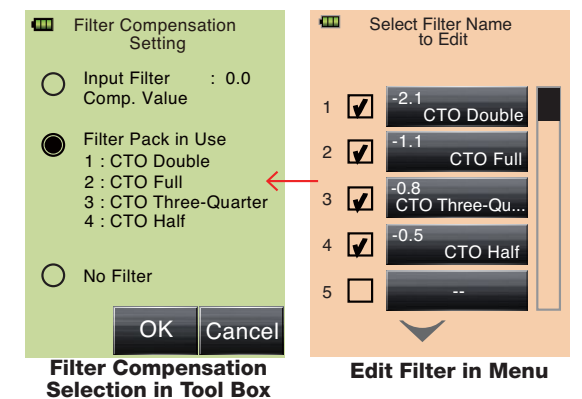 Filter Compensation
Setting
Input Filter : 0.0
Comp. Value
Filter Pack in Use
1 : CTO Double
2 : CTO Full
3 : CTO Three-Quarter
4 : CTO Half
No Filter
OK Cancel
Filter Compensation
Selection in Tool Box
Select Filter Name
to Edit
1 -2.1
CTO Double
2 -1.1
CTO Full
3 -0.8
CTO Three-Qu...
4 -0.5
CTO Half
5 --
Edit Filter in Menu